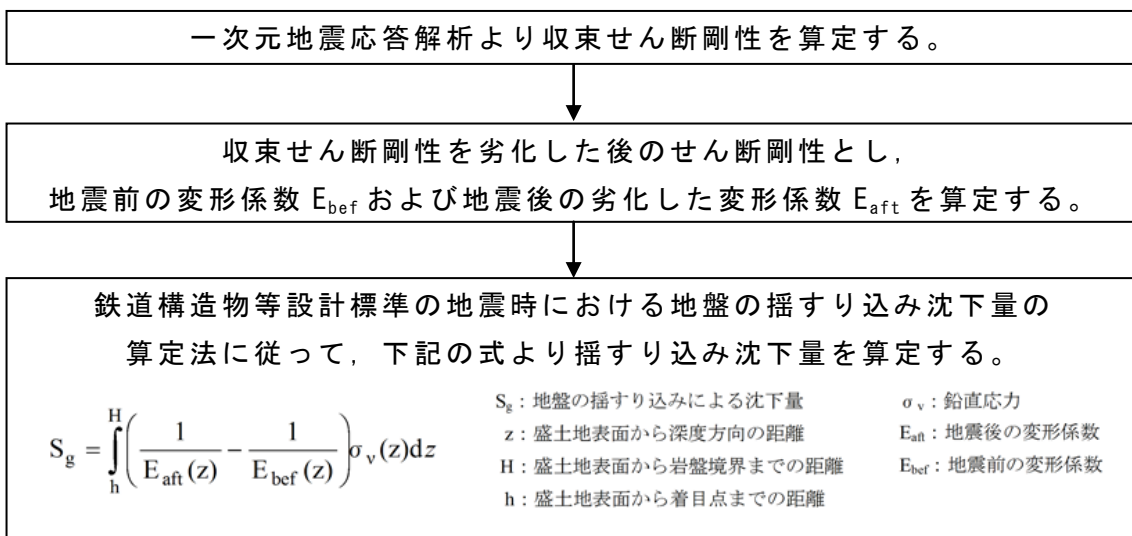 一次元地震応答解析より収束せん断剛性を算定する。
収束せん断剛性を劣化した後のせん断剛性とし,
地震前の変形係数 E_bef および地震後の劣化した変形係数 E_aft を算定する。
鉄道構造物等設計標準の地震時における地盤の揺すり込み沈下量の
算定法に従って, 下記の式より揺すり込み沈下量を算定する。
S_g = ∫_h^H ( 1/E_aft(z) − 1/E_bef(z) ) σ_v(z)dz
S_g：地盤の揺すり込みによる沈下量
z：盛土地表面から深度方向の距離
H：盛土地表面から岩盤境界までの距離
h：盛土地表面から着目点までの距離
σ_v：鉛直応力
E_aft：地震後の変形係数
E_bef：地震前の変形係数